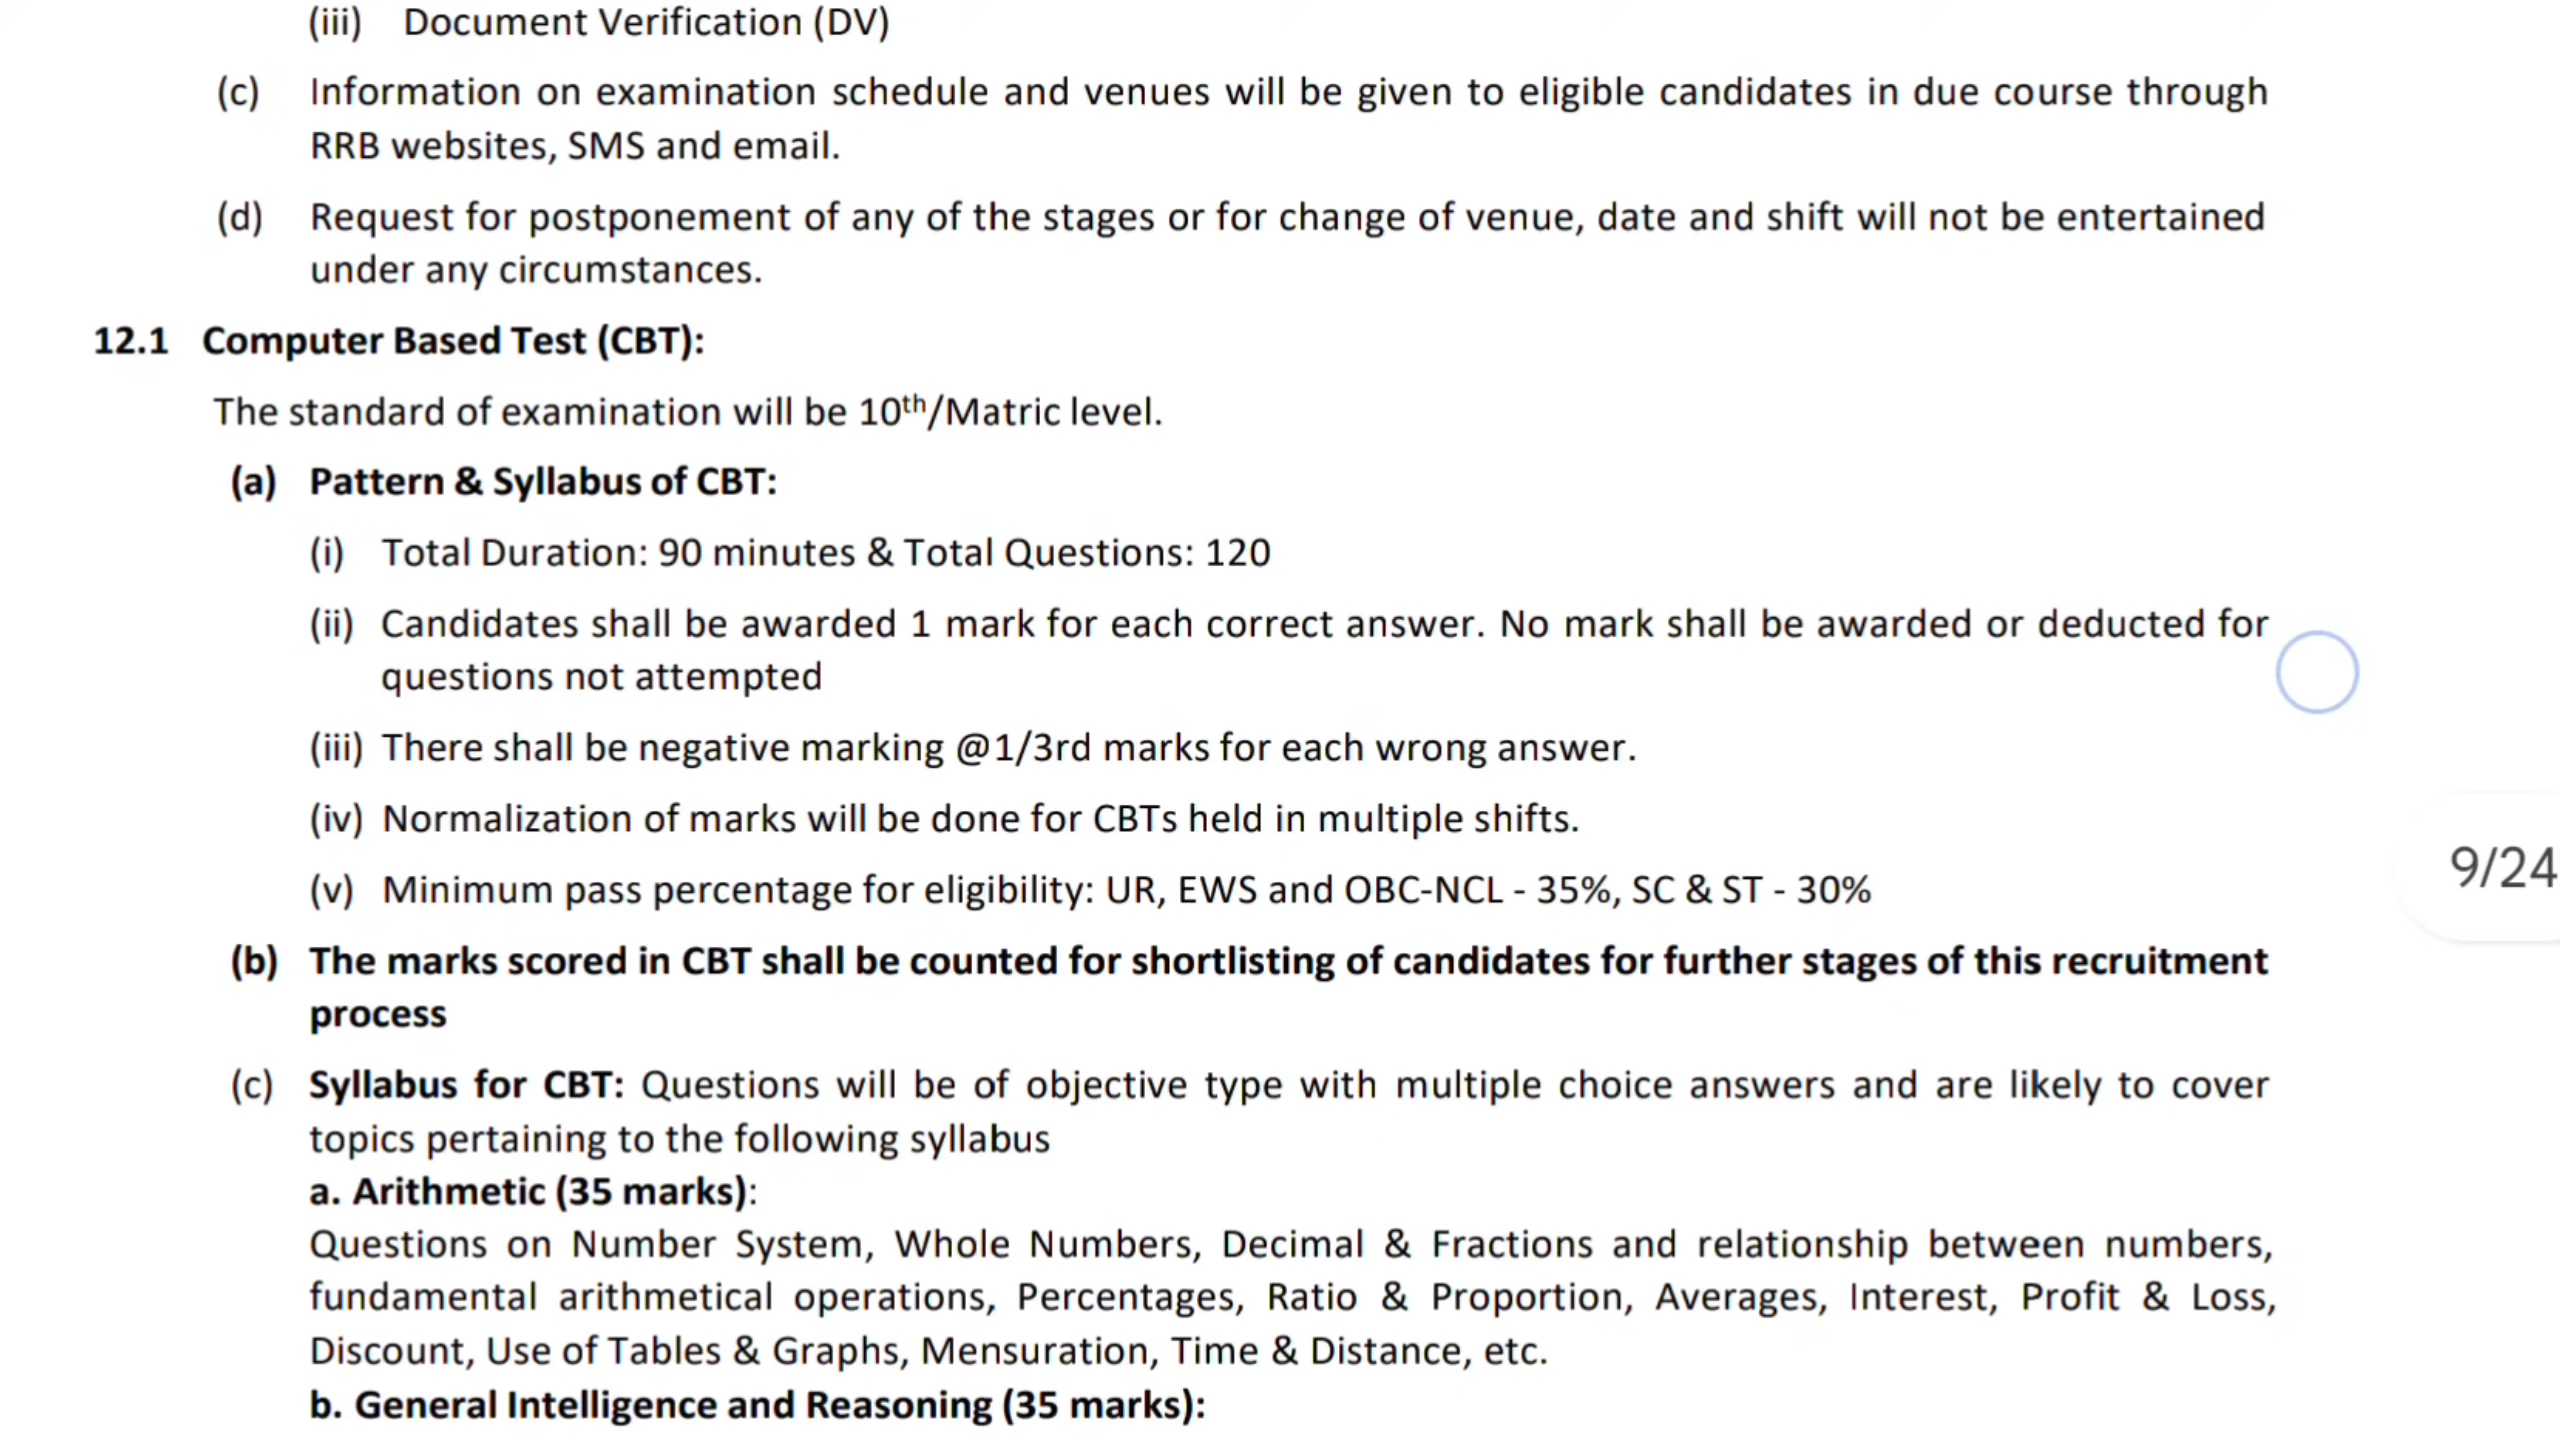 (iii) Document Verification (DV)
(c) Information on examination schedule and venues will be given to eligible candidates in due course through
RRB websites, SMS and email.
(d) Request for postponement of any of the stages or for change of venue, date and shift will not be entertained
under any circumstances.
12.1 Computer Based Test (CBT):
The standard of examination will be 10th/Matric level.
(a) Pattern & Syllabus of CBT:
(i) Total Duration: 90 minutes & Total Questions: 120
(ii) Candidates shall be awarded 1 mark for each correct answer. No mark shall be awarded or deducted for
questions not attempted
(iii) There shall be negative marking @1/3rd marks for each wrong answer.
(iv) Normalization of marks will be done for CBTs held in multiple shifts.
9/24
(v) Minimum pass percentage for eligibility: UR, EWS and OBC-NCL - 35%, SC & ST - 30%
(b) The marks scored in CBT shall be counted for shortlisting of candidates for further stages of this recruitment
process
(c) Syllabus for CBT: Questions will be of objective type with multiple choice answers and are likely to cover
topics pertaining to the following syllabus
a. Arithmetic (35 marks):
Questions on Number System, Whole Numbers, Decimal & Fractions and relationship between numbers,
fundamental arithmetical operations, Percentages, Ratio & Proportion, Averages, Interest, Profit & Loss,
Discount, Use of Tables & Graphs, Mensuration, Time & Distance, etc.
b. General Intelligence and Reasoning (35 marks):